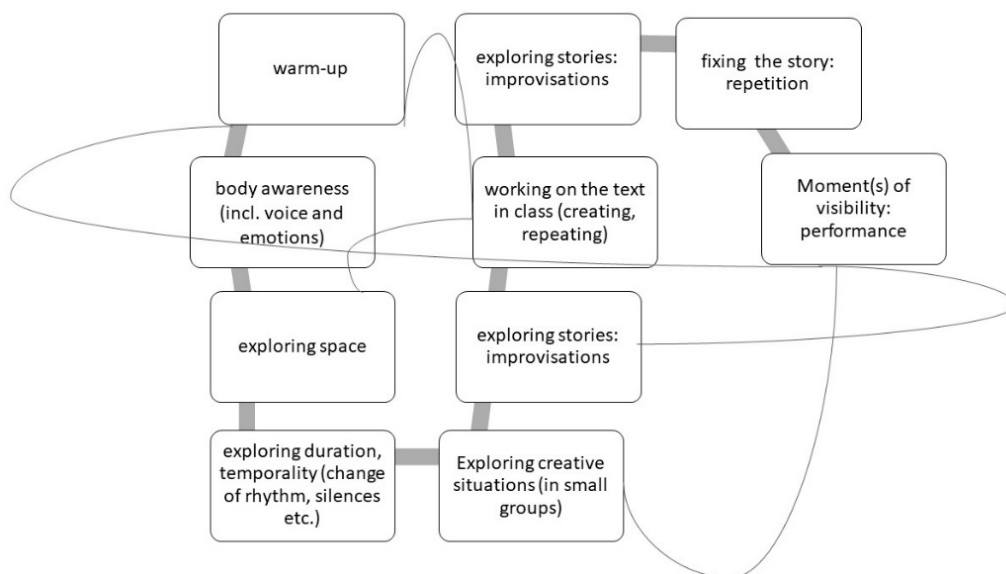 warm-up
body awareness
(incl. voice and
emotions)
exploring space
exploring duration,
temporality (change
of rhythm, silences
etc.)
Exploring creative
situations (in small
groups)
exploring stories:
improvisations
working on the text
in class (creating,
repeating)
exploring stories:
improvisations
fixing the story:
repetition
Moment(s) of
visibility:
performance